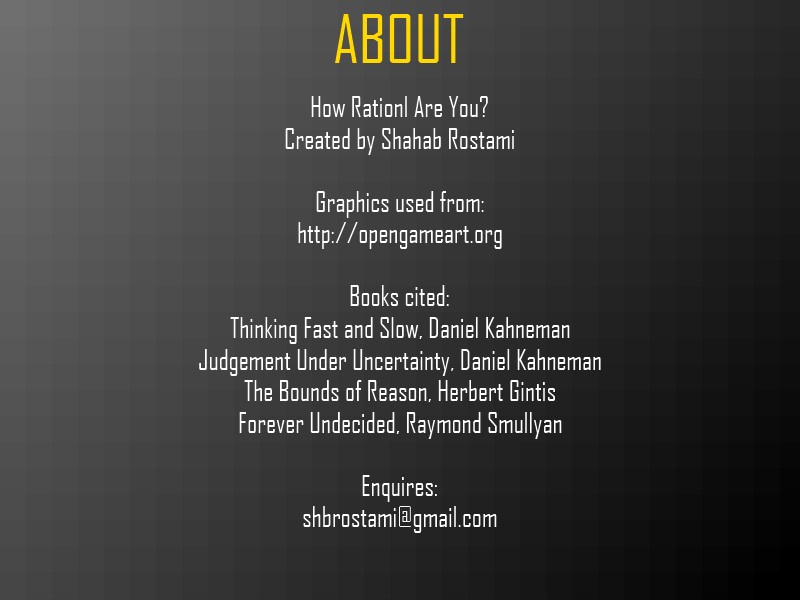 ABOUT
How Rationl Are You?
Created by Shahab Rostami
Graphics used from:
http://opengameart.org
Books cited:
Thinking Fast and Slow, Daniel Kahneman
Judgement Under Uncertainty, Daniel Kahneman
The Bounds of Reason, Herbert Gintis
Forever Undecided, Raymond Smullyan
Enquires:
shbrostami@gmail.com